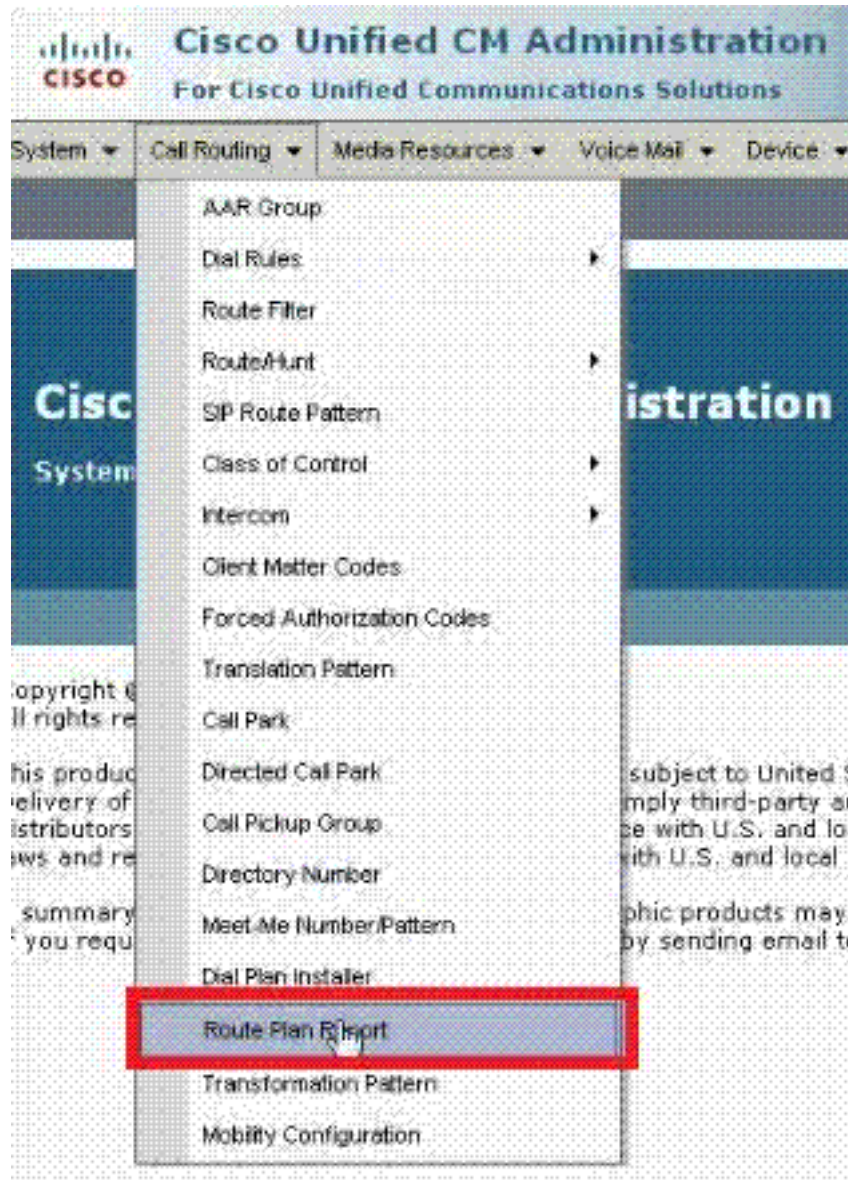 CISCO
Cisco Unified CM Administration
For Cisco Unified Communications Solutions
System Call Routing Media Resources Voice Mail Device
AAR Group
Dial Rules
Route Filter
Route/Hunt
Cisc istration
SIP Route Pattern
System
Class of Control
Intercom
Client Matter Codes
Forced Authorization Codes
Translation Pattern
opyright
ll rights re
Call Park
his produc subject to United S
Directed Call Park
elivery of mply third-party a
istributors ce with U.S. and lo
Call Pickup Group
aws and re with U.S. and local
Directory Number
summary phic products may
Meet-Me Number/Pattern
you requ by sending email t
Dial Plan Installer
Route Plan Report
Transformation Pattern
Mobility Configuration